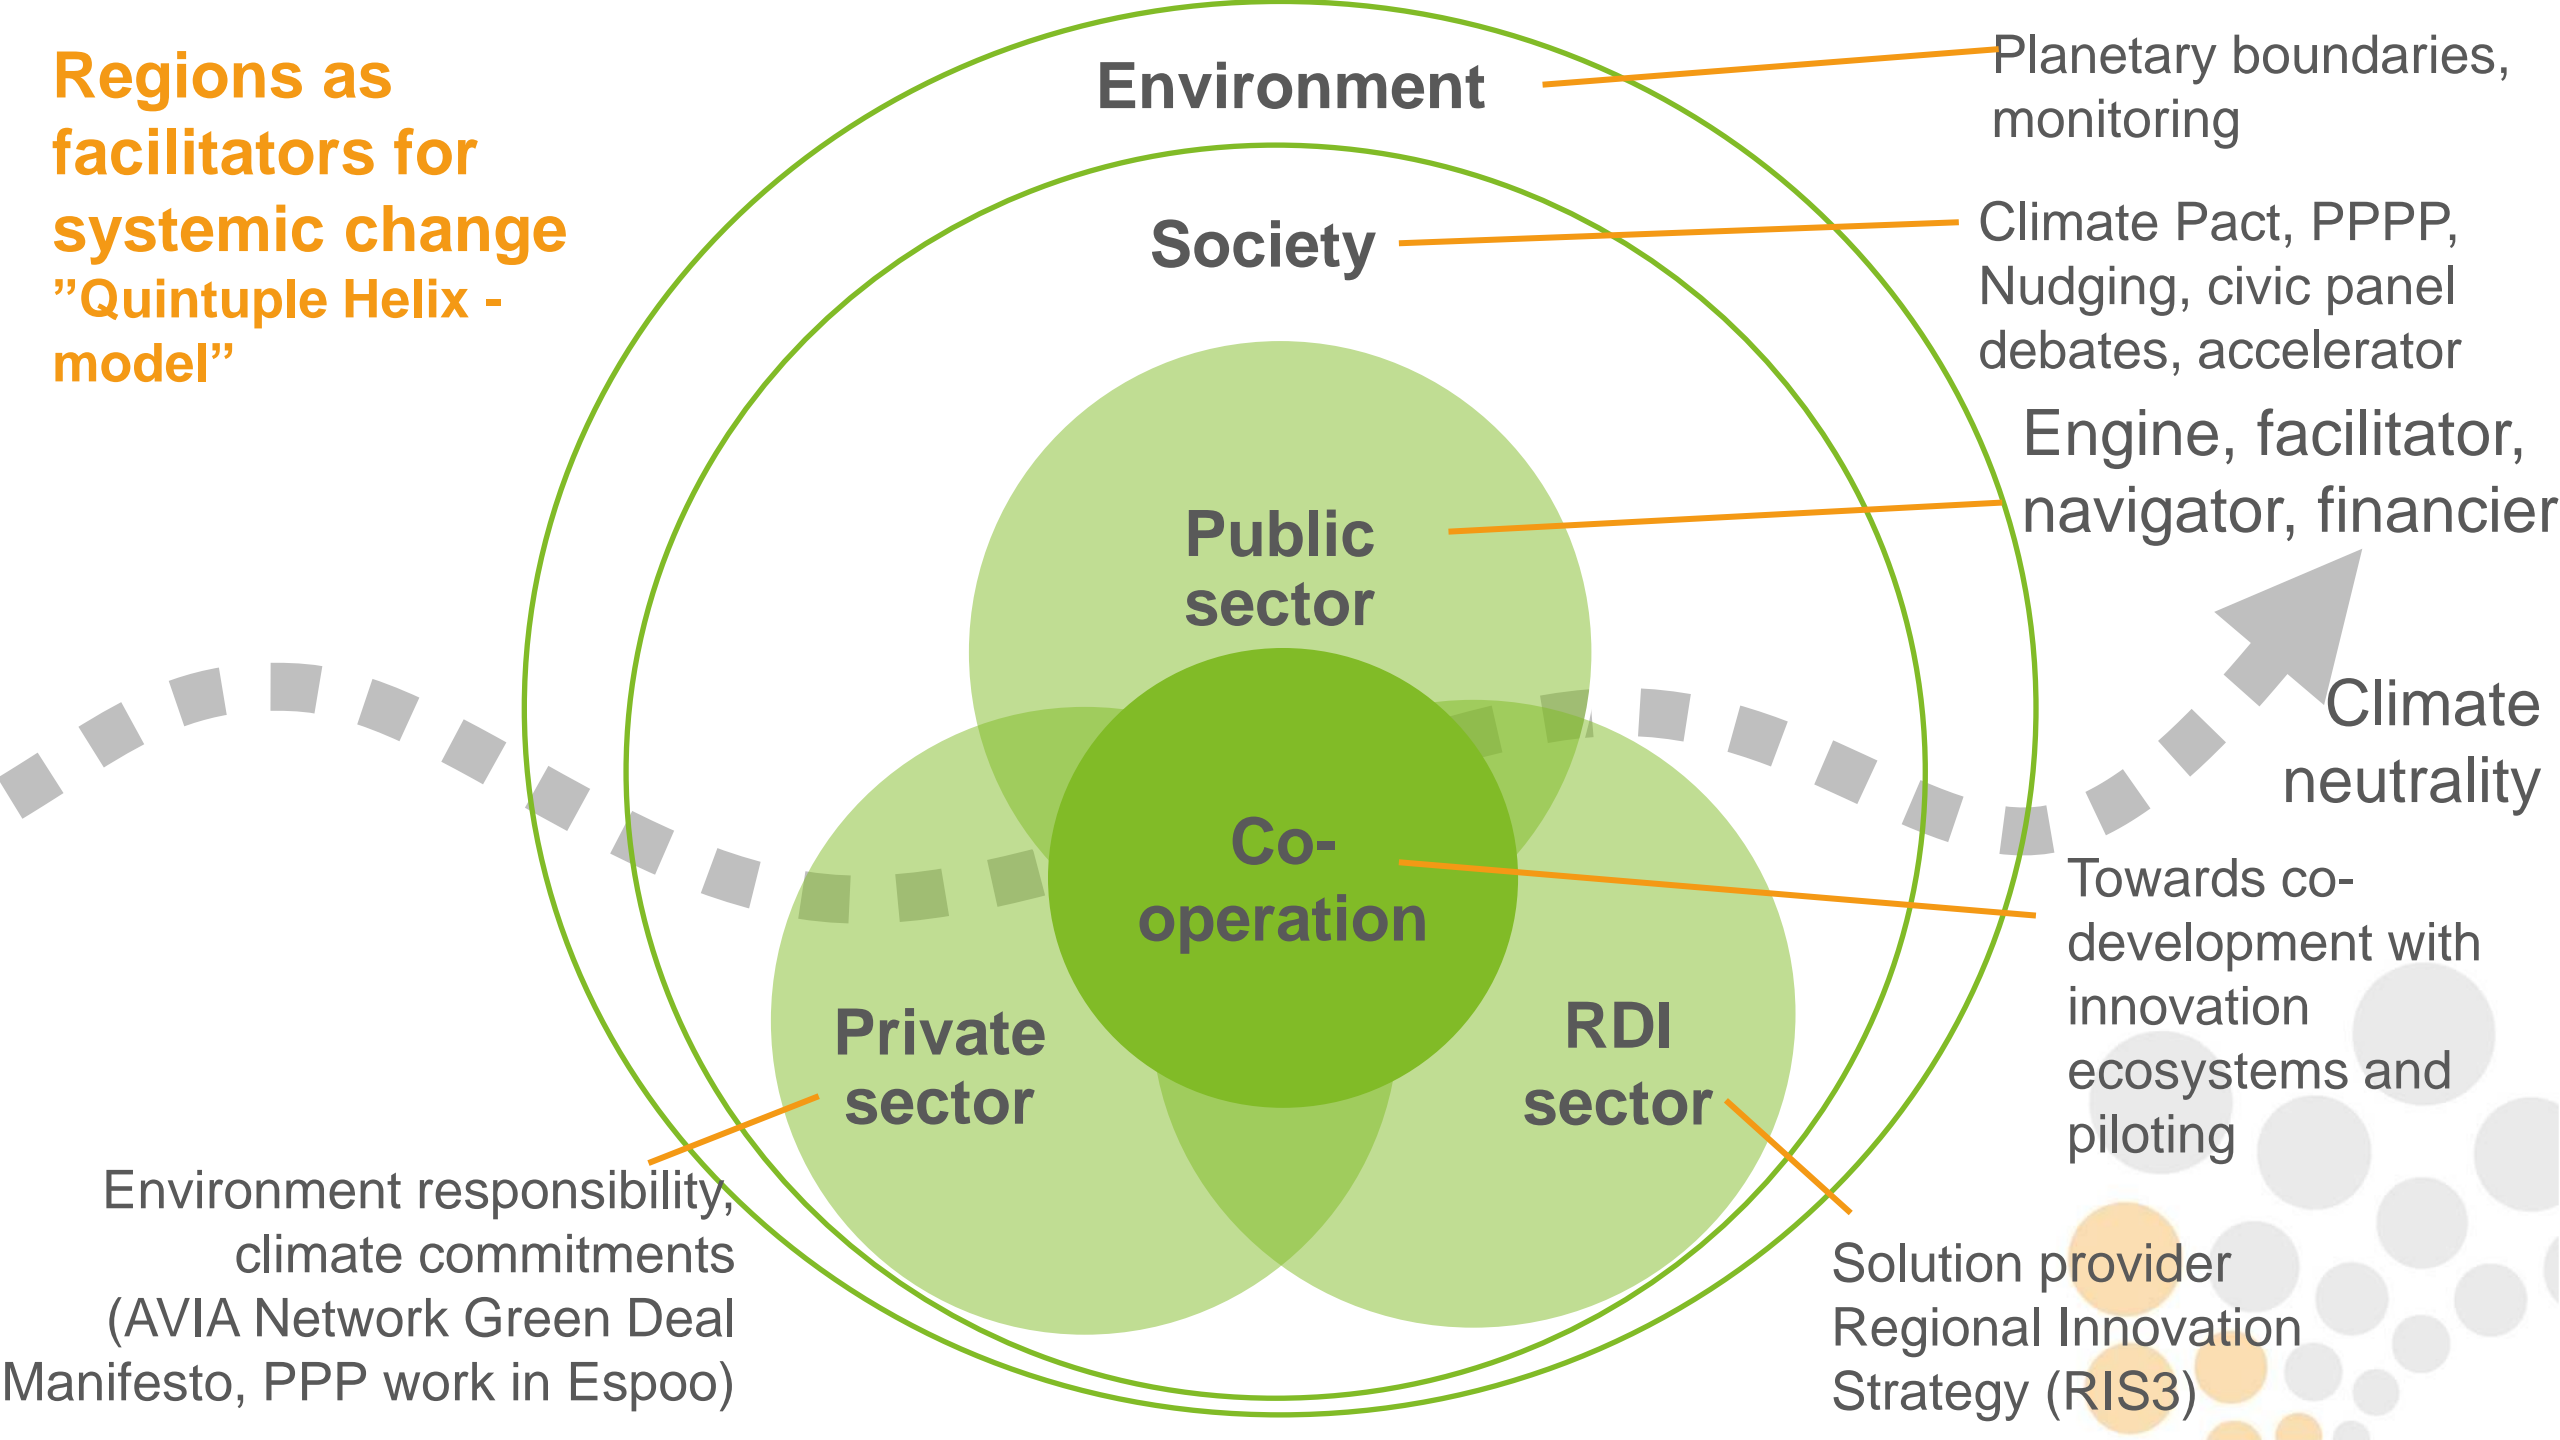 Regions as
facilitators for
systemic change
”Quintuple Helix -
model”
Environment
Planetary boundaries,
monitoring
Society
Climate Pact, PPPP,
Nudging, civic panel
debates, accelerator
Public
sector
Engine, facilitator,
navigator, financier
Climate
neutrality
Co-
operation
Towards co-
development with
innovation
ecosystems and
piloting
Private
sector
RDI
sector
Environment responsibility,
climate commitments
(AVIA Network Green Deal
Manifesto, PPP work in Espoo)
Solution provider
Regional Innovation
Strategy (RIS3)